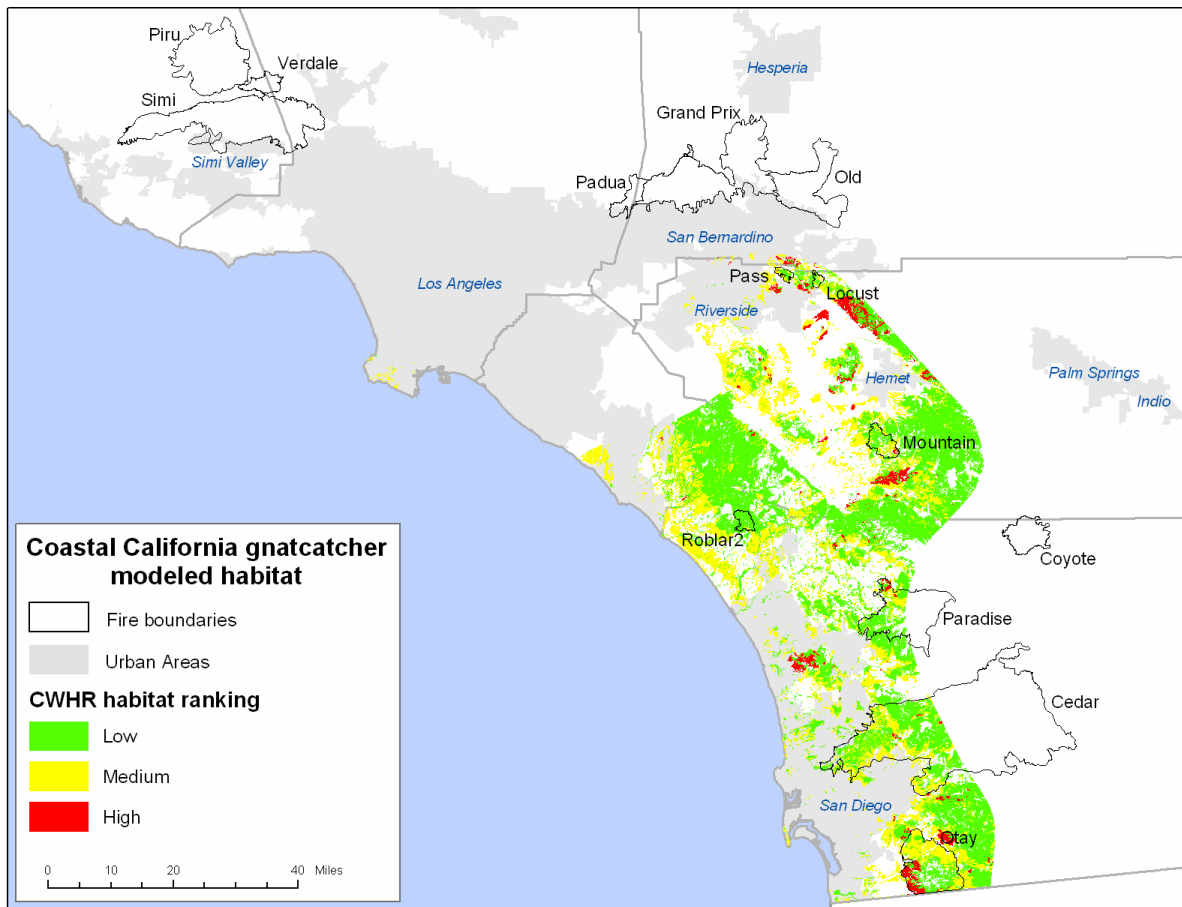 Piru
Verdale
Simi
Simi Valley
Hesperia
Grand Prix
Padua
Old
San Bernardino
Los Angeles
Pass
Locust
Riverside
Hemet
Palm Springs
Indio
Mountain
Roblar2
Coyote
Paradise
Cedar
San Diego
Otay
Coastal California gnatcatcher
modeled habitat
Fire boundaries
Urban Areas
CWHR habitat ranking
Low
Medium
High
0 10 20 40 Miles